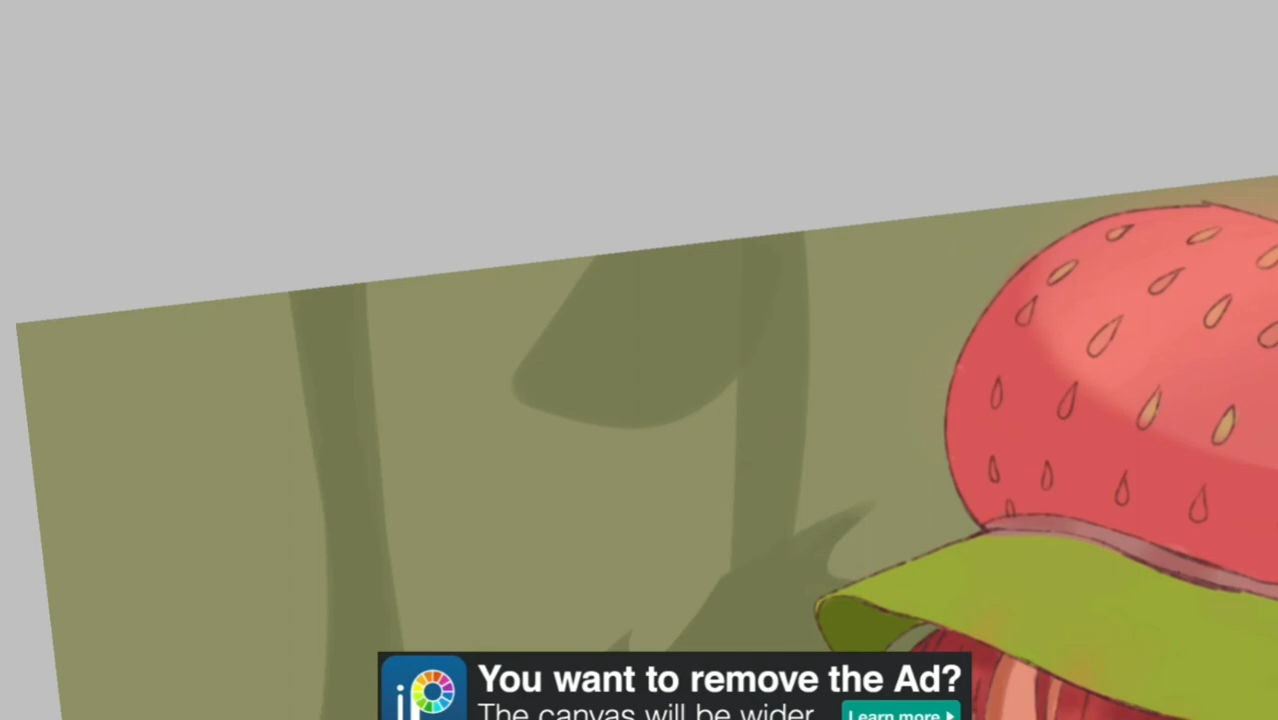 You want to remove the Ad?
The canvas will be wider.
Learn more